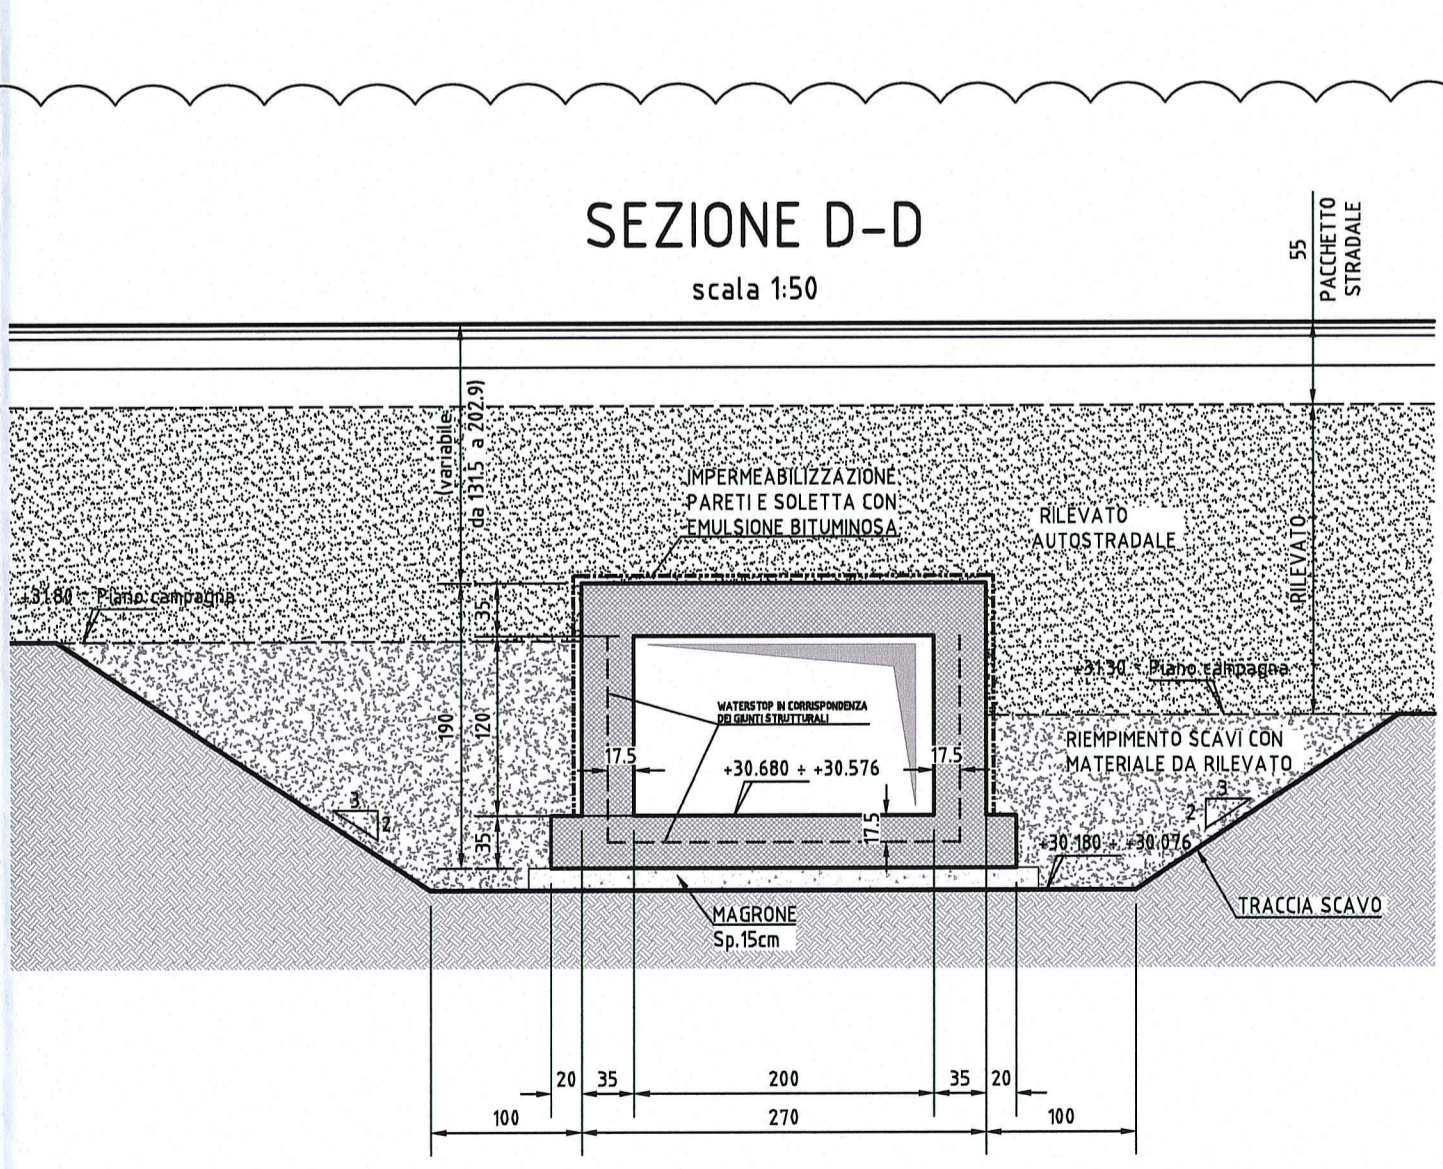 SEZIONE D-D
scala 1:50
55
PACCHETTO
STRADALE
(variabile
da 131.5 a 202.9)
IMPERMEABILIZZAZIONE
PARETI E SOLETTA CON
EMULSIONE BITUMINOSA
RILEVATO
AUTOSTRADALE
RILEVATO
+31.80 - Piano campagna
35
+31.30 - Piano campagna
190
120
WATERSTOP IN CORRISPONDENZA
DEI GIUNTI STRUTTURALI
RIEMPIMENTO SCAVI CON
MATERIALE DA RILEVATO
17.5
17.5
+30.680 ÷ +30.576
3
2
3
2
35
17.5
+30.180 ÷ +30.076
TRACCIA SCAVO
MAGRONE
Sp.15cm
20 35 200 35 20
100 270 100